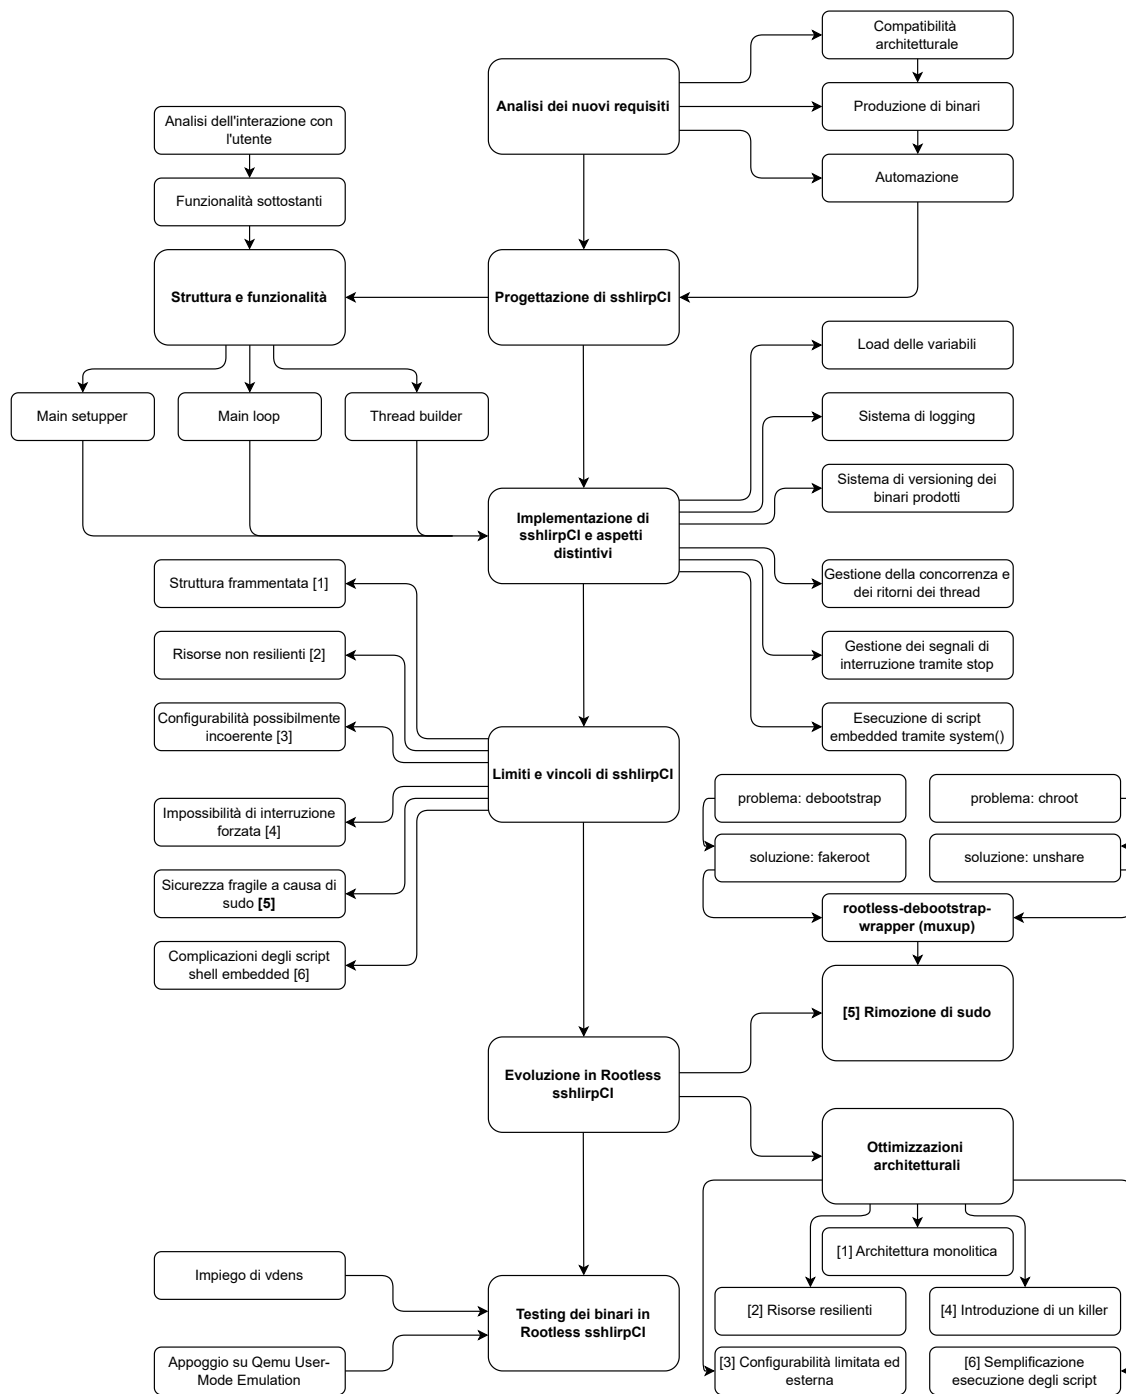 Compatibilità
architetturale
Analisi dei nuovi requisiti
Produzione di binari
Automazione
Analisi dell'interazione con
l'utente
Funzionalità sottostanti
Struttura e funzionalità
Progettazione di sshlirpCI
Main setupper
Main loop
Thread builder
Load delle variabili
Sistema di logging
Sistema di versioning dei
binari prodotti
Implementazione di
sshlirpCI e aspetti
distintivi
Gestione della concorrenza e
dei ritorni dei thread
Gestione dei segnali di
interruzione tramite stop
Esecuzione di script
embedded tramite system()
Struttura frammentata [1]
Risorse non resilienti [2]
Configurabilità possibilmente
incoerente [3]
Limiti e vincoli di sshlirpCI
Impossibilità di interruzione
forzata [4]
Sicurezza fragile a causa di
sudo [5]
Complicazioni degli script
shell embedded [6]
problema: debootstrap
problema: chroot
soluzione: fakeroot
soluzione: unshare
rootless-debootstrap-
wrapper (muxup)
[5] Rimozione di sudo
Evoluzione in Rootless
sshlirpCI
Ottimizzazioni
architetturali
[1] Architettura monolitica
[2] Risorse resilienti
[4] Introduzione di un killer
[3] Configurabilità limitata ed
esterna
[6] Semplificazione
esecuzione degli script
Impiego di vdens
Testing dei binari in
Rootless sshlirpCI
Appoggio su Qemu User-
Mode Emulation